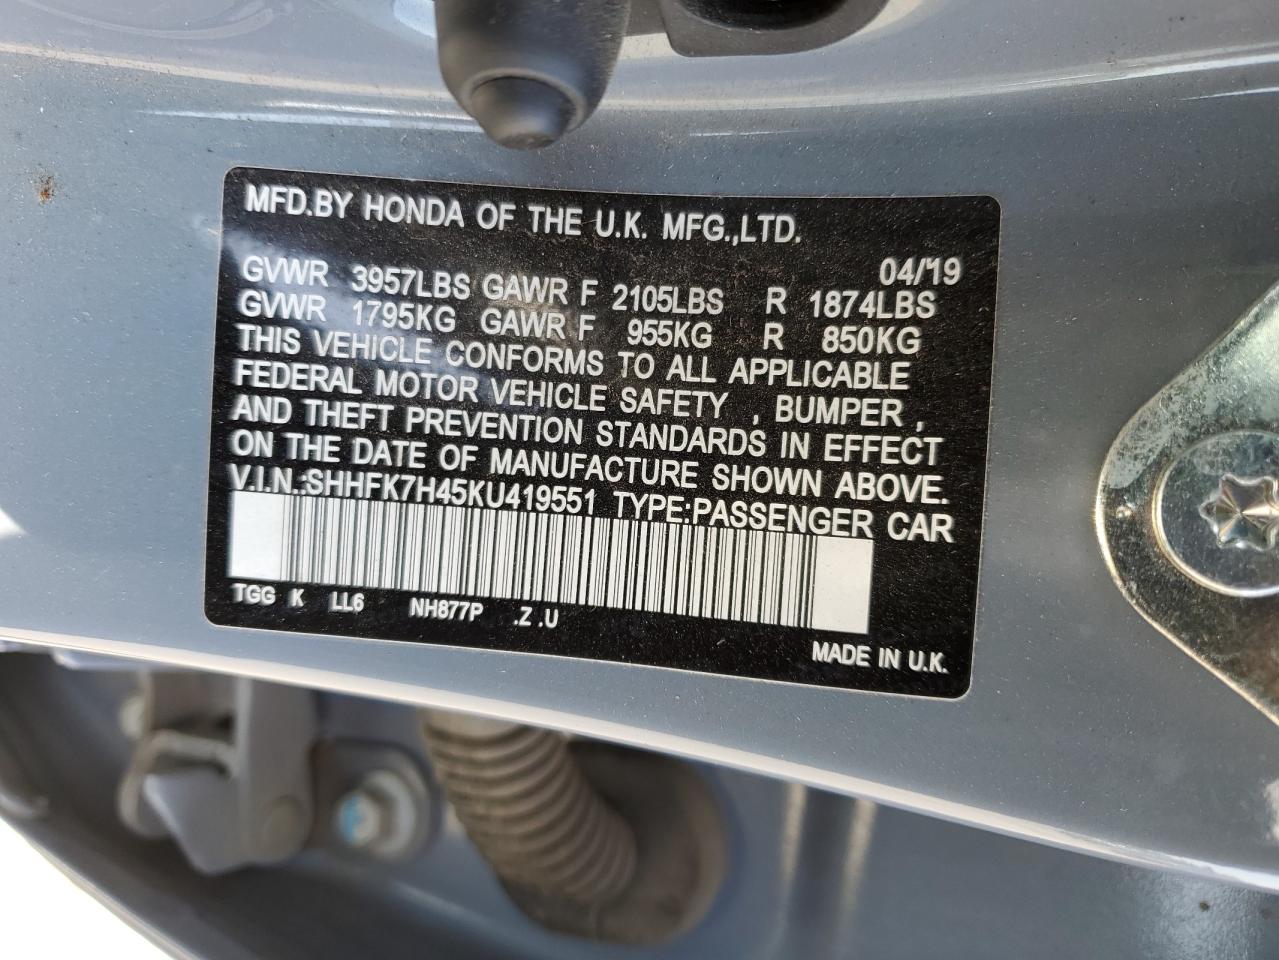 MFD.BY HONDA OF THE U.K. MFG.,LTD.
04/19
GVWR 3957LBS GAWR F 2105LBS R 1874LBS
GVWR 1795KG GAWR F 955KG R 850KG
THIS VEHICLE CONFORMS TO ALL APPLICABLE
FEDERAL MOTOR VEHICLE SAFETY , BUMPER ,
AND THEFT PREVENTION STANDARDS IN EFFECT
ON THE DATE OF MANUFACTURE SHOWN ABOVE.
V.I.N.:SHHFK7H45KU419551 TYPE:PASSENGER CAR
TGG K LL6 NH877P .Z .U
MADE IN U.K.